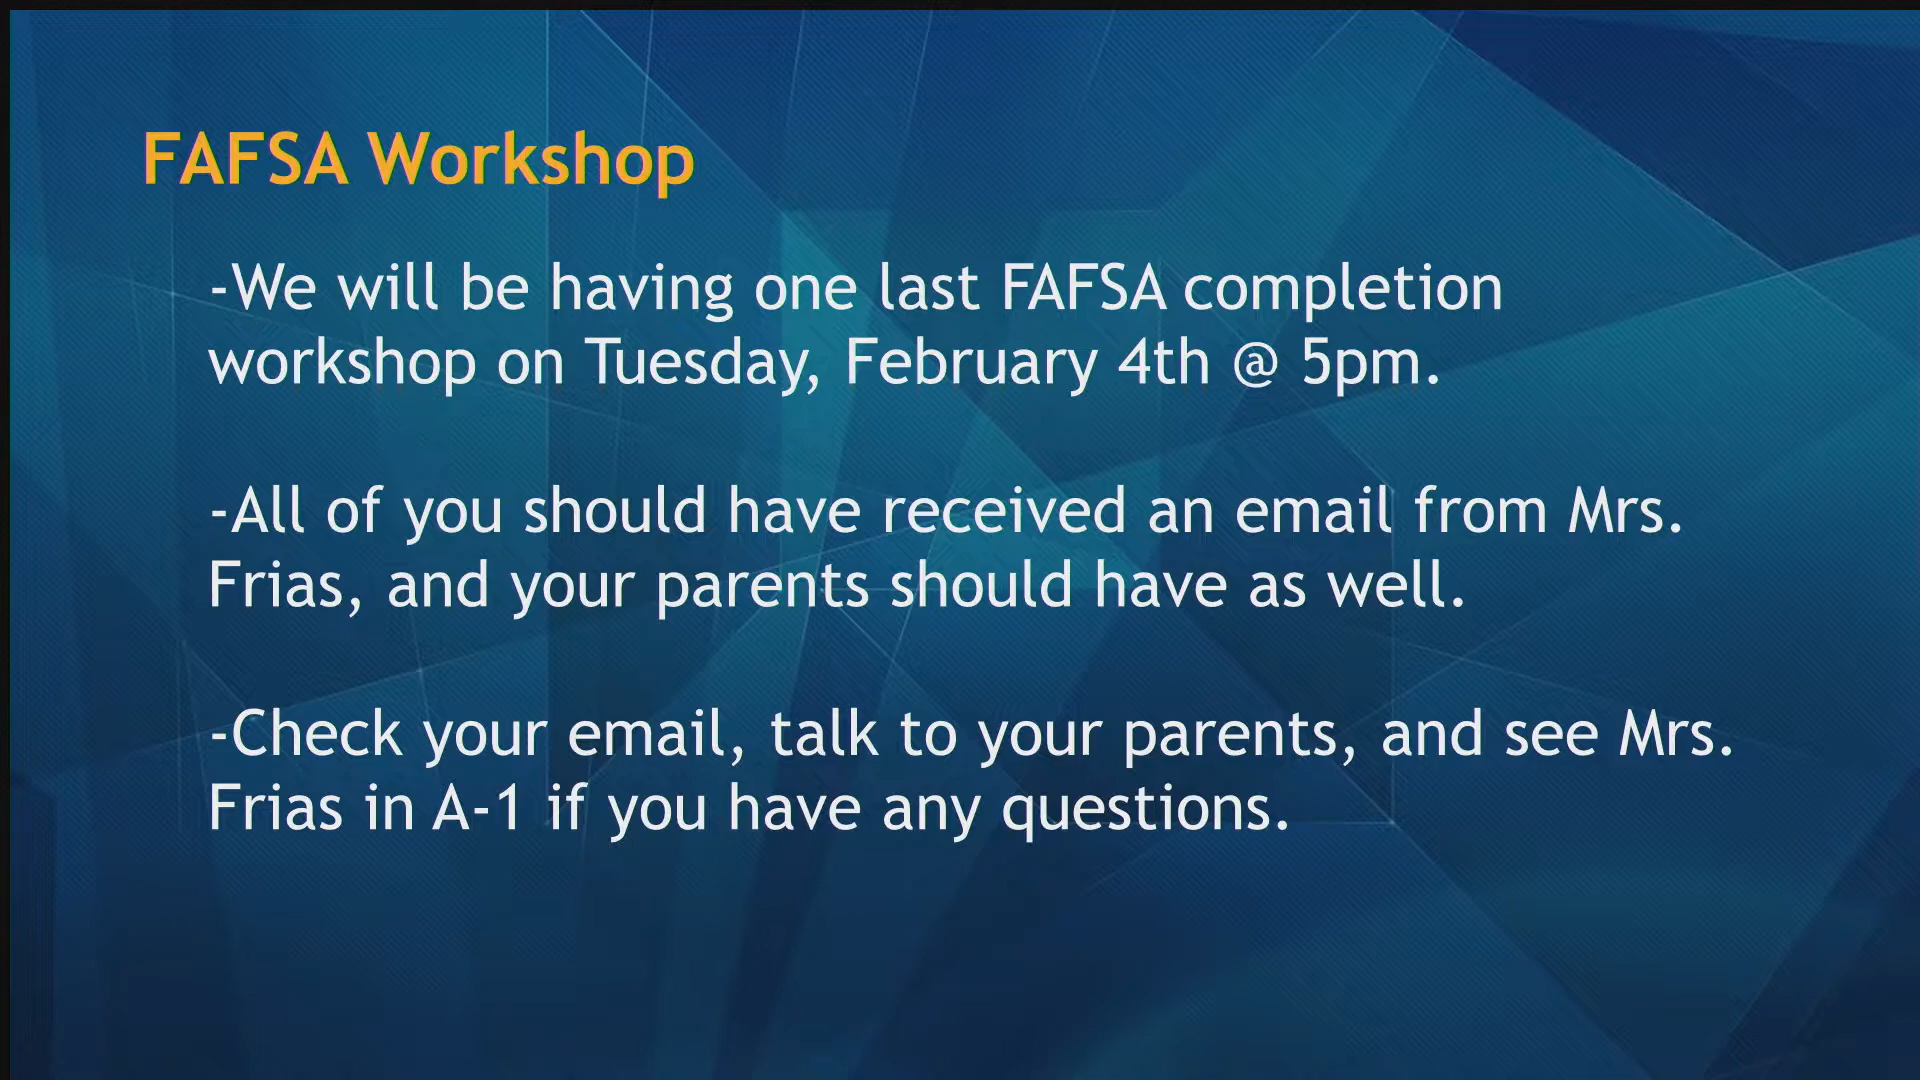 FAFSA Workshop
-We will be having one last FAFSA completion
workshop on Tuesday, February 4th @ 5pm.
-All of you should have received an email from Mrs.
Frias, and your parents should have as well.
-Check your email, talk to your parents, and see Mrs.
Frias in A-1 if you have any questions.